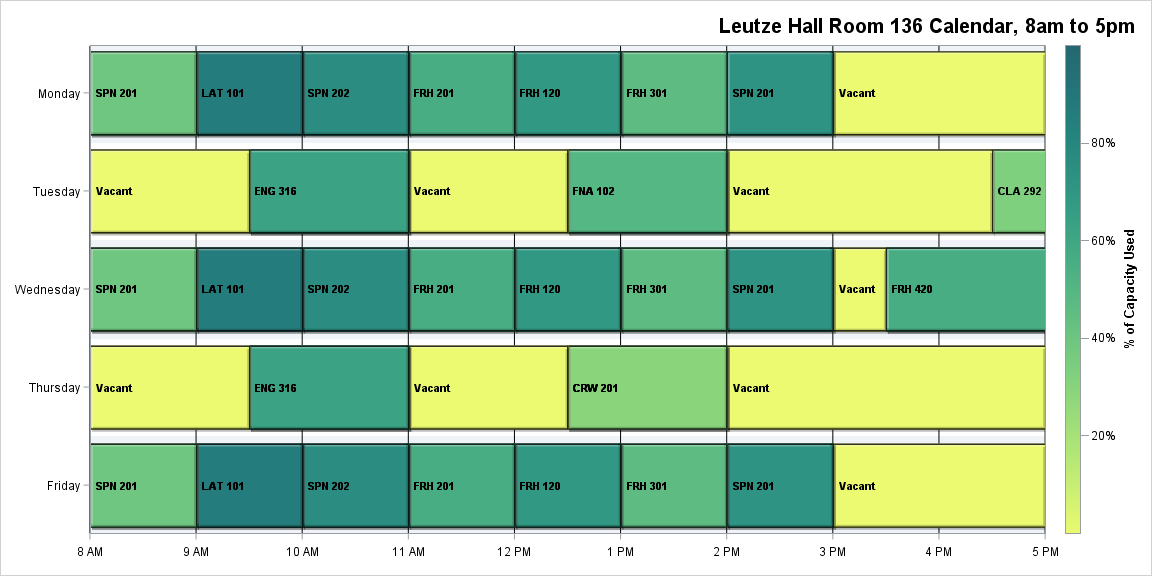 Leutze Hall Room 136 Calendar, 8am to 5pm
Monday
SPN 201
LAT 101
SPN 202
FRH 201
FRH 120
FRH 301
SPN 201
Vacant
Tuesday
Vacant
ENG 316
Vacant
FNA 102
Vacant
CLA 292
Wednesday
SPN 201
LAT 101
SPN 202
FRH 201
FRH 120
FRH 301
SPN 201
Vacant
FRH 420
Thursday
Vacant
ENG 316
Vacant
CRW 201
Vacant
Friday
SPN 201
LAT 101
SPN 202
FRH 201
FRH 120
FRH 301
SPN 201
Vacant
8 AM
9 AM
10 AM
11 AM
12 PM
1 PM
2 PM
3 PM
4 PM
5 PM
80%
60%
40%
20%
% of Capacity Used